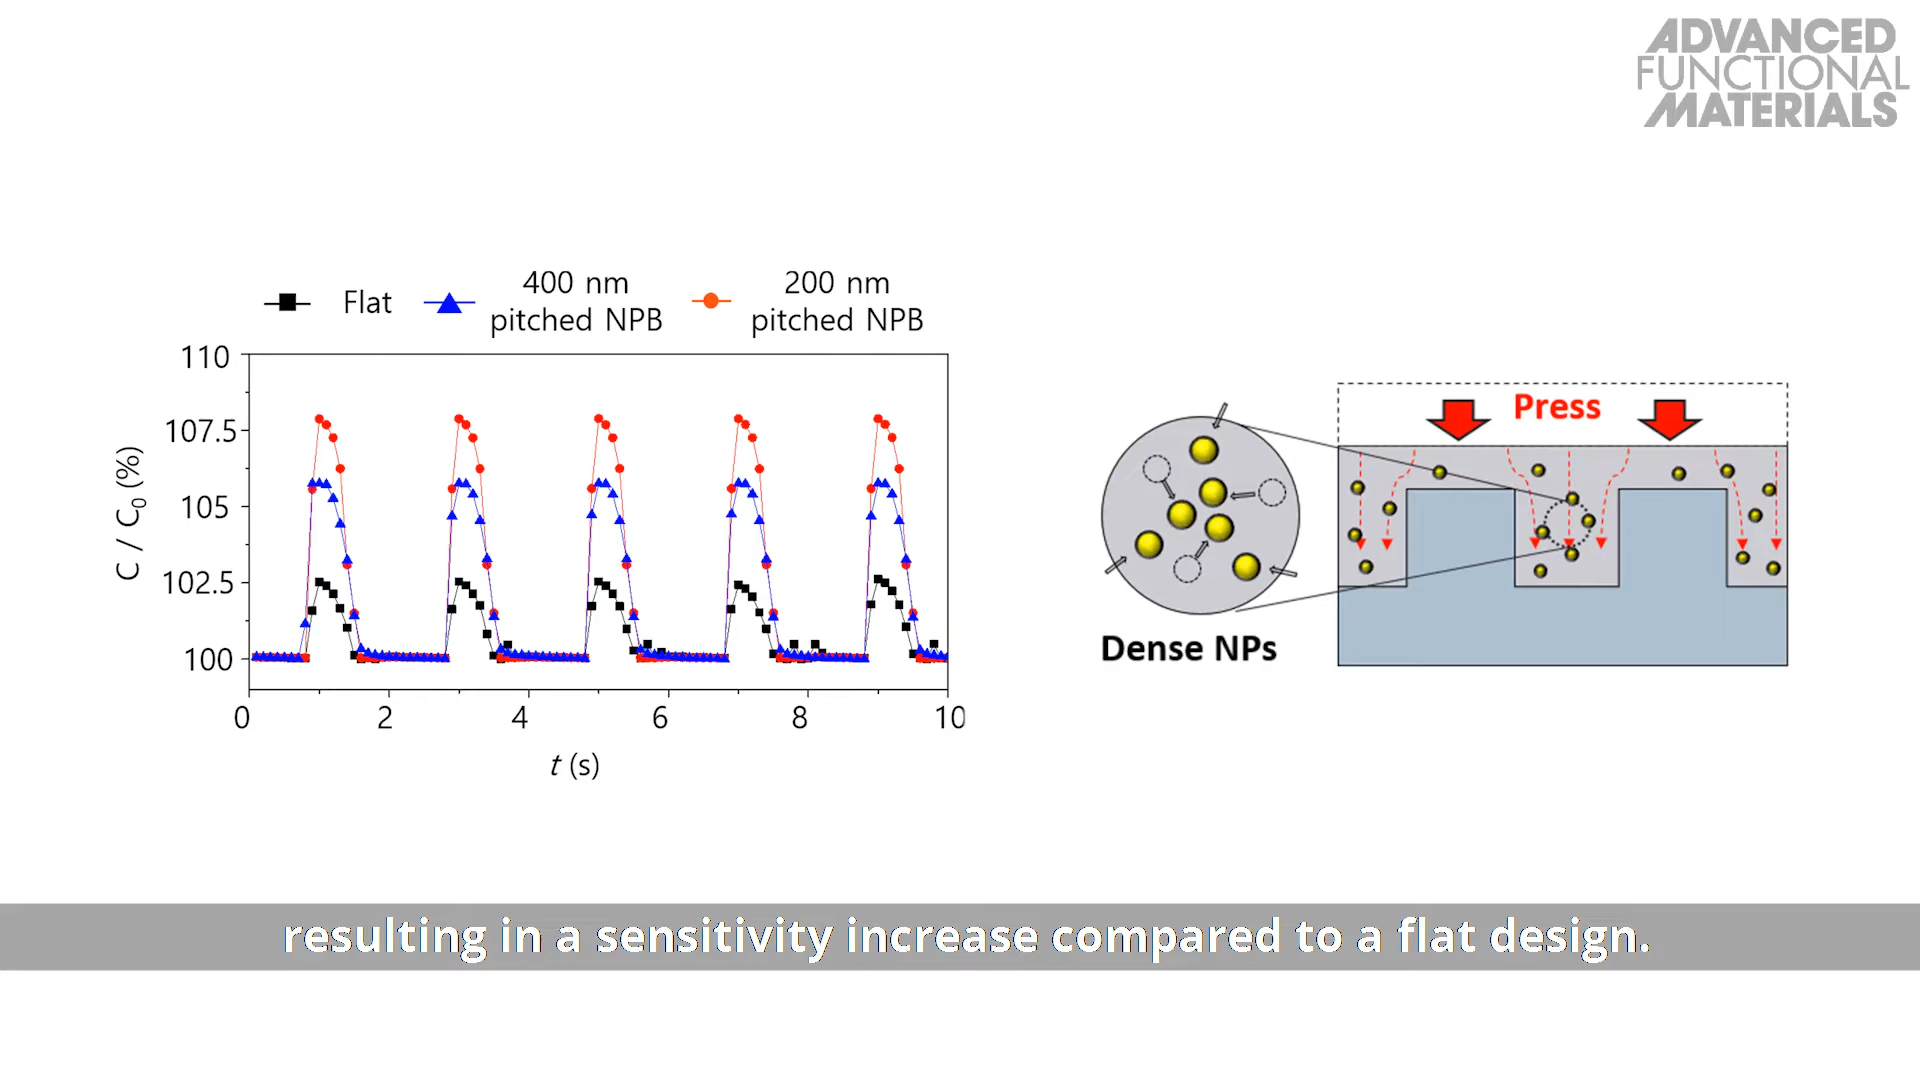 ADVANCED
FUNCTIONAL
MATERIALS
Flat
400 nm
pitched NPB
200 nm
pitched NPB
110
107.5
105
102.5
100
C / C₀ (%)
0 2 4 6 8 10
t (s)
Press
Dense NPs
resulting in a sensitivity increase compared to a flat design.